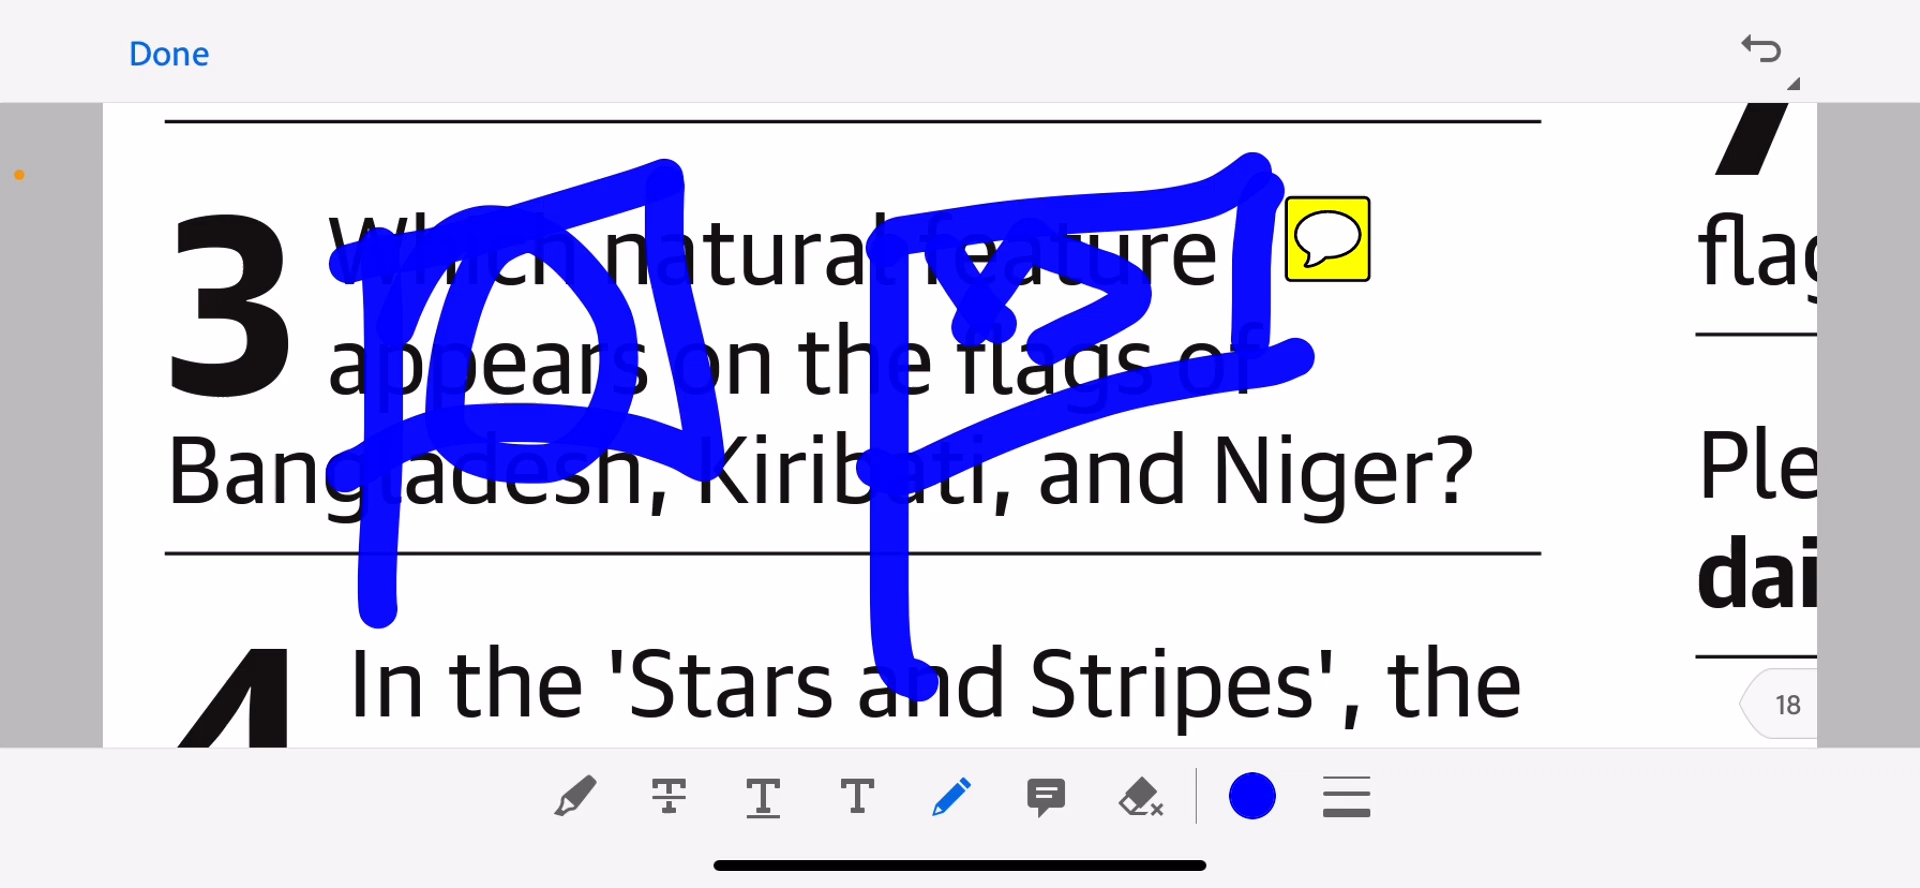 Done
3 Which natural feature
appears on the flags of
Bangladesh, Kiribati, and Niger?
4 In the 'Stars and Stripes', the
7
flag
Ple
dai
18